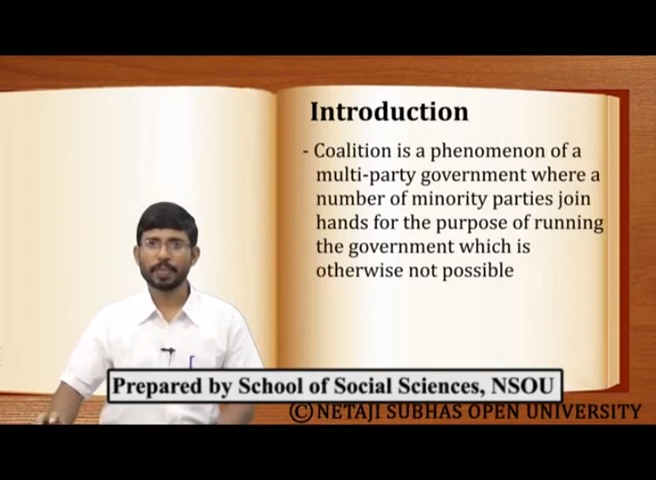 Introduction
- Coalition is a phenomenon of a
multi-party government where a
number of minority parties join
hands for the purpose of running
the government which is
otherwise not possible
Prepared by School of Social Sciences, NSOU
©NETAJI SUBHAS OPEN UNIVERSITY